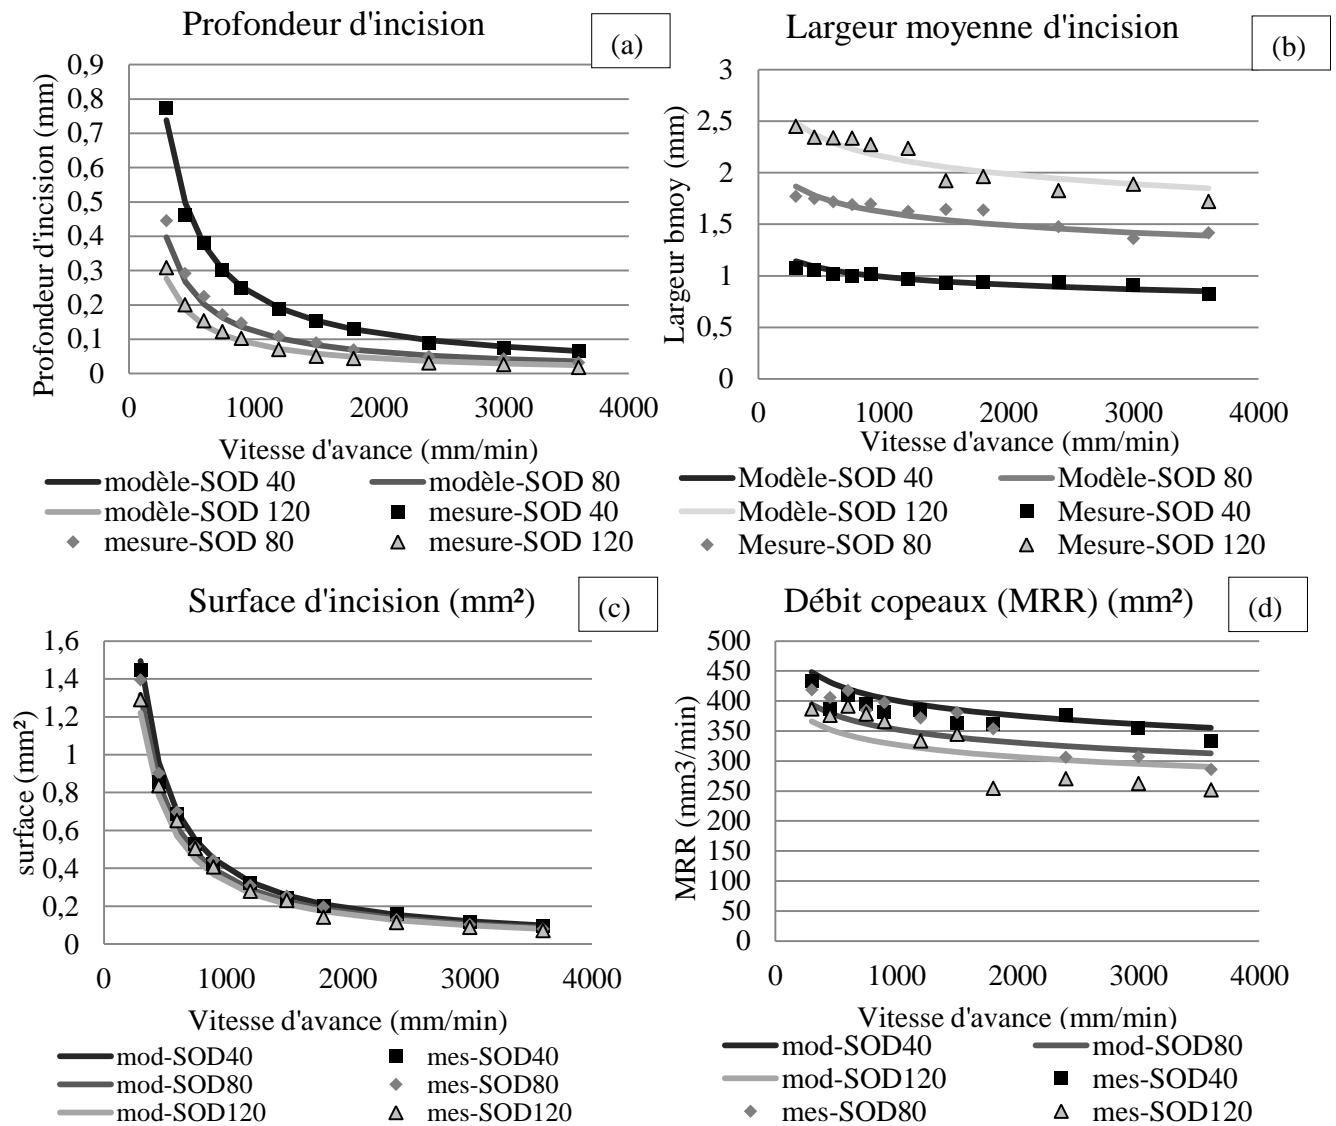 Profondeur d'incision
(a)
Profondeur d'incision (mm)
0,9
0,8
0,7
0,6
0,5
0,4
0,3
0,2
0,1
0
0 1000 2000 3000 4000
Vitesse d'avance (mm/min)
modèle-SOD 40 modèle-SOD 80
modèle-SOD 120 mesure-SOD 40
mesure-SOD 80 mesure-SOD 120
Largeur moyenne d'incision
(b)
Largeur bmoy (mm)
3
2,5
2
1,5
1
0,5
0
0 1000 2000 3000 4000
Vitesse d'avance (mm/min)
Modèle-SOD 40 Modèle-SOD 80
Modèle-SOD 120 Mesure-SOD 40
Mesure-SOD 80 Mesure-SOD 120
Surface d'incision (mm²)
(c)
surface (mm²)
1,6
1,4
1,2
1
0,8
0,6
0,4
0,2
0
0 1000 2000 3000 4000
Vitesse d'avance (mm/min)
mod-SOD40 mes-SOD40
mod-SOD80 mes-SOD80
mod-SOD120 mes-SOD120
Débit copeaux (MRR) (mm²)
(d)
MRR (mm3/min)
500
450
400
350
300
250
200
150
100
50
0
0 1000 2000 3000 4000
Vitesse d'avance (mm/min)
mod-SOD40 mod-SOD80
mod-SOD120 mes-SOD40
mes-SOD80 mes-SOD120